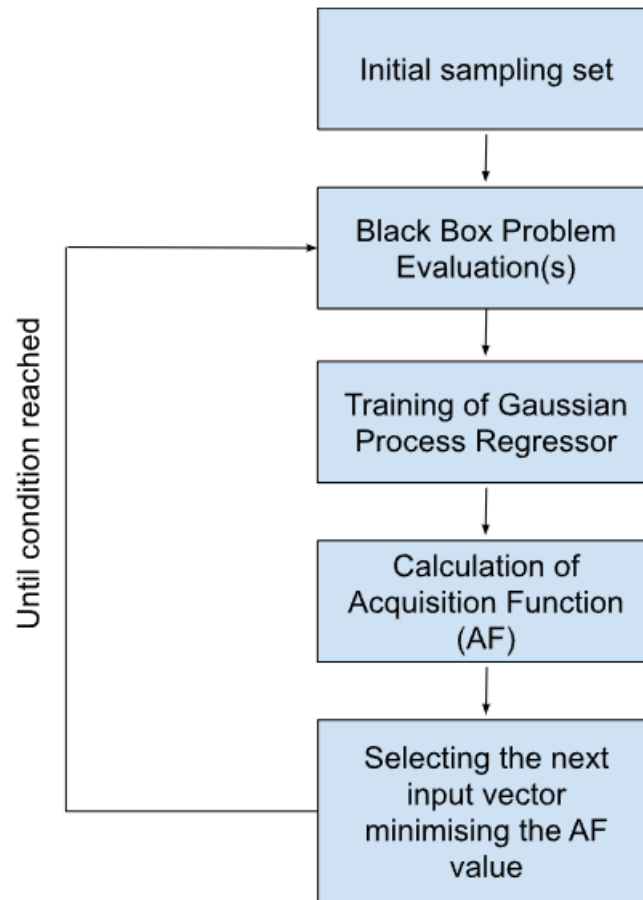 Initial sampling set
Black Box Problem
Evaluation(s)
Training of Gaussian
Process Regressor
Calculation of
Acquisition Function
(AF)
Selecting the next
input vector
minimising the AF
value
Until condition reached